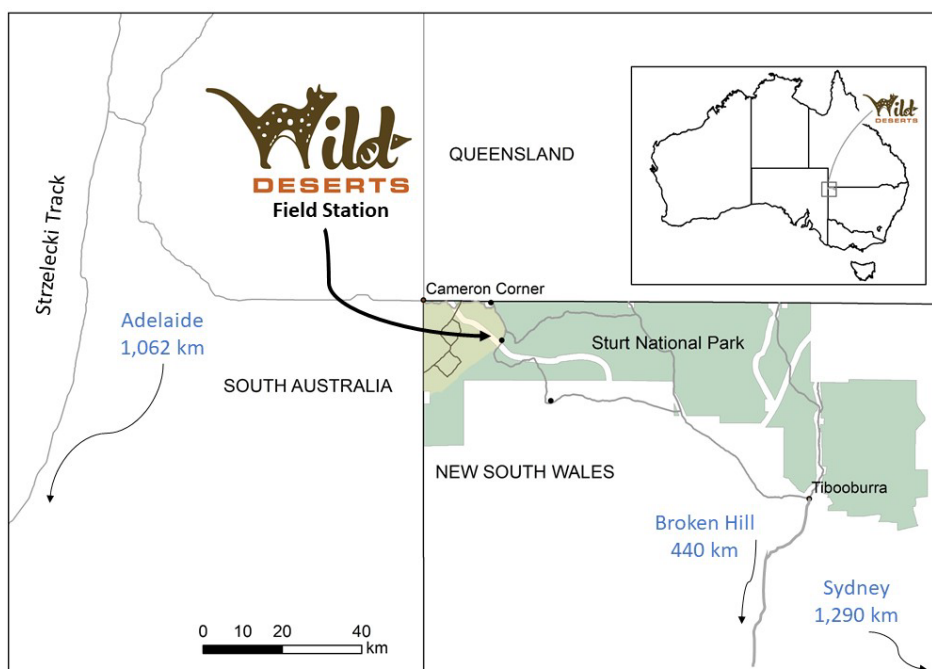 Wild
DESERTS
Field Station
QUEENSLAND
Wild
DESERTS
Strzelecki Track
Cameron Corner
Adelaide
1,062 km
Sturt National Park
SOUTH AUSTRALIA
NEW SOUTH WALES
Tibooburra
Broken Hill
440 km
Sydney
1,290 km
0 10 20 40
km